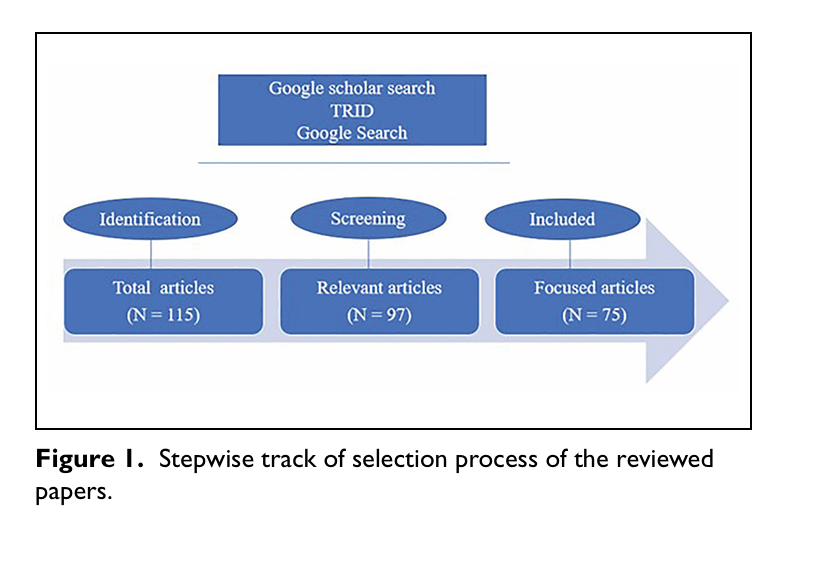 Google scholar search
TRID
Google Search
Identification
Screening
Included
Total articles
(N = 115)
Relevant articles
(N = 97)
Focused articles
(N = 75)
Figure 1. Stepwise track of selection process of the reviewed
papers.